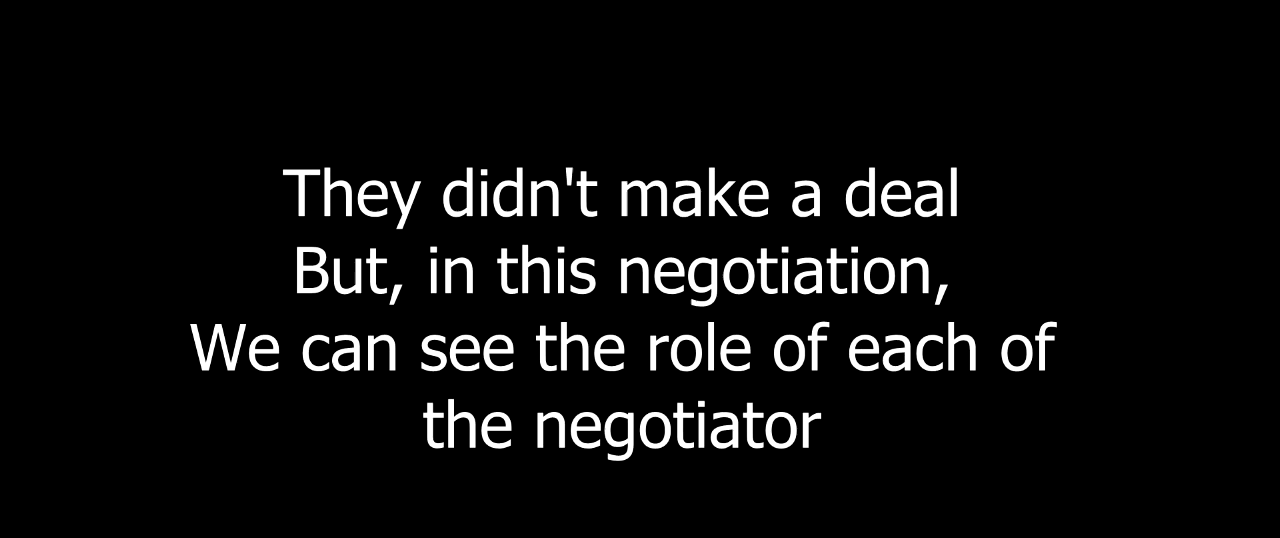 They didn't make a deal
But, in this negotiation,
We can see the role of each of
the negotiator